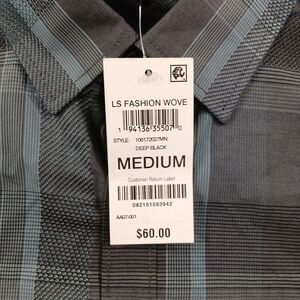 LS FASHION WOVE
1 94136 35507 0
STYLE 100172027MN
DEEP BLACK
MEDIUM
Customer Return Label
082151593942
AA07-001
$60.00